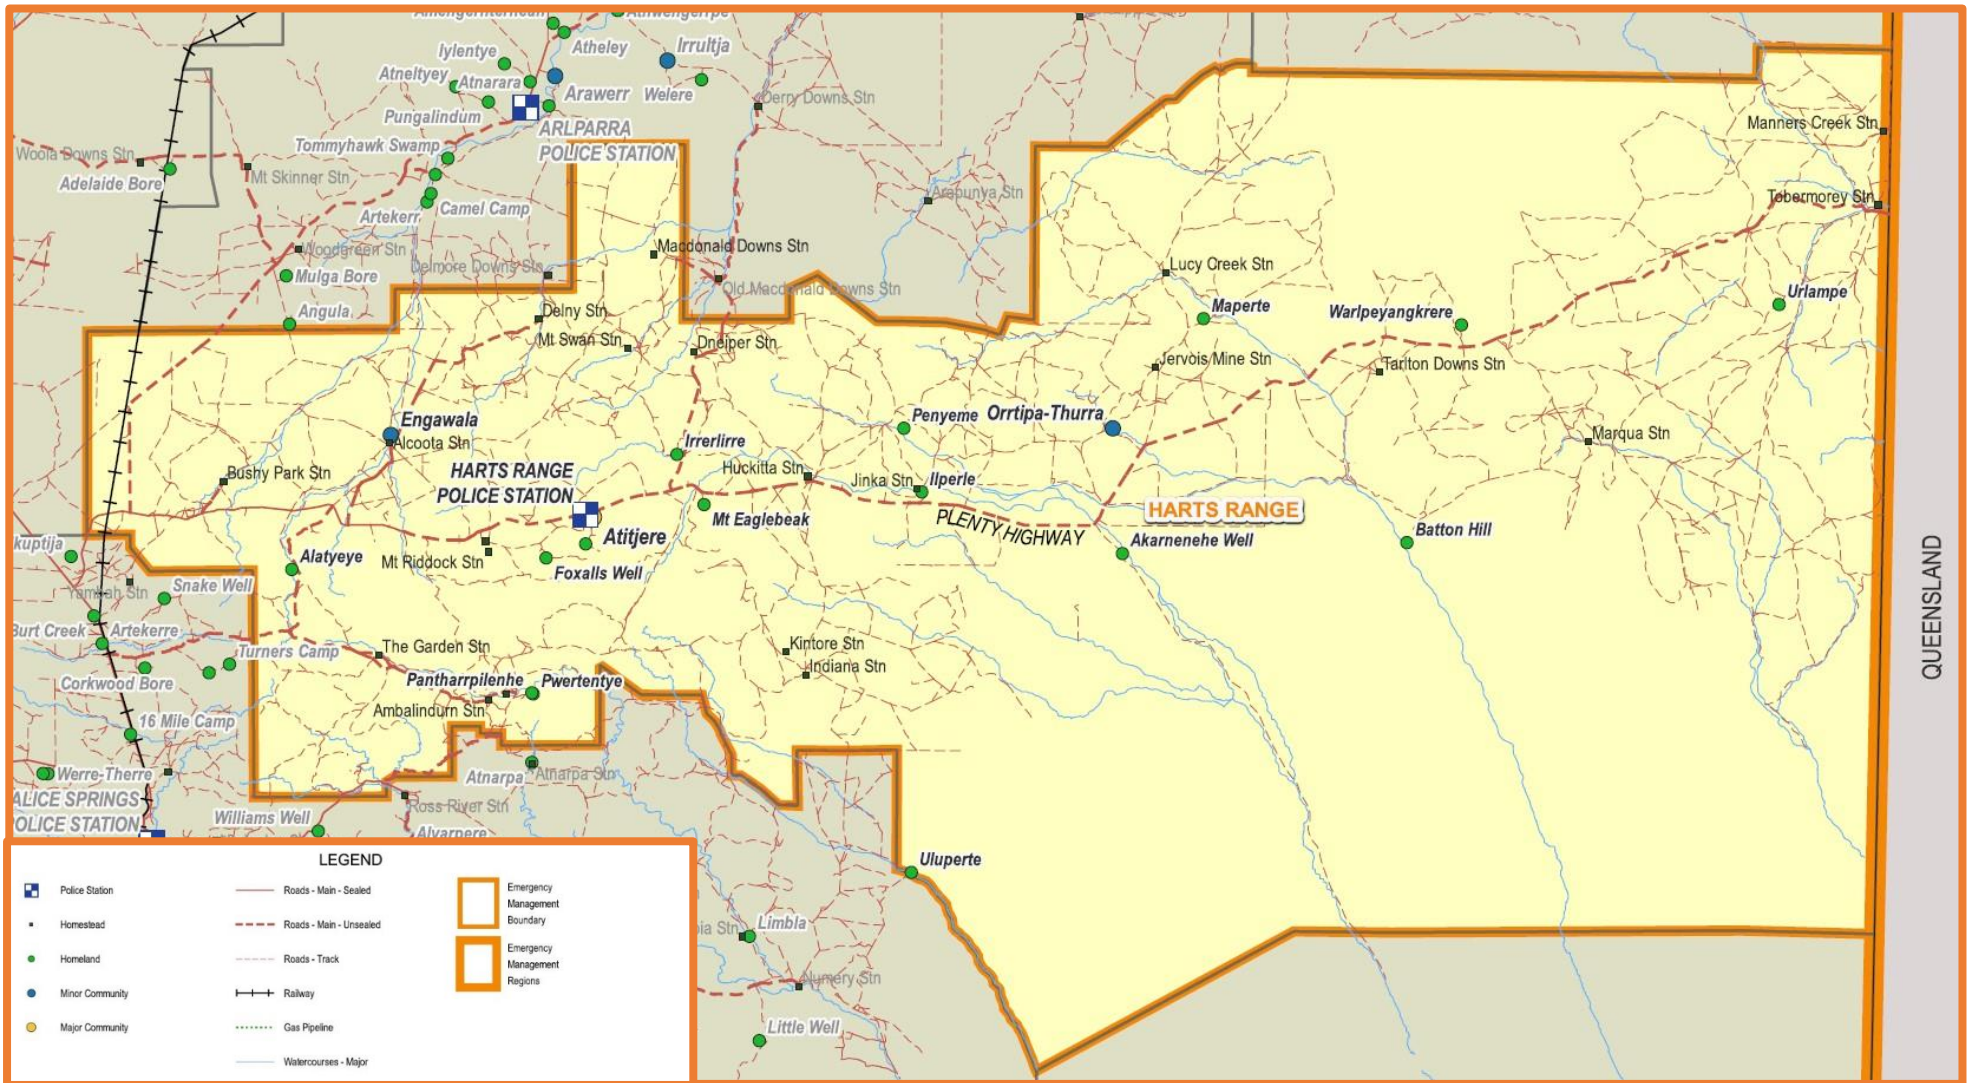 Atneltyey
Iylentye
Atnarara
Atheley
Irrultja
Arawerr
Welere
Derry Downs Stn
Pungalindum
ARLPARRA
POLICE STATION
Tommyhawk Swamp
Woola Downs Stn
Adelaide Bore
Mt Skinner Stn
Artekerr
Camel Camp
Arapunya Stn
Manners Creek Stn
Tobermorey Stn
Woodgreen Stn
Mulga Bore
Delmore Downs Stn
Macdonald Downs Stn
Old Macdonald Downs Stn
Lucy Creek Stn
Angula
Delny Stn
Mt Swan Stn
Dneiper Stn
Maperte
Warlpeyangkrere
Urlampe
Jervois Mine Stn
Tarlton Downs Stn
Engawala
Alcoota Stn
Penyeme
Orrtipa-Thurra
Marqua Stn
Irrerlirre
Bushy Park Stn
HARTS RANGE
POLICE STATION
Huckitta Stn
Jinka Stn
Ilperle
Mt Eaglebeak
PLENTY HIGHWAY
HARTS RANGE
Batton Hill
Akarnenehe Well
Atitjere
Alatyeye
Mt Riddock Stn
Foxalls Well
kuptija
Yambah Stn
Snake Well
Burt Creek
Artekerre
Turners Camp
Corkwood Bore
The Garden Stn
Kintore Stn
Indiana Stn
Pantharrpilenhe
Pwertentye
Ambalindum Stn
16 Mile Camp
Werre-Therre
Atnarpa
Atnarpa Stn
Ross River Stn
ALICE SPRINGS
POLICE STATION
Williams Well
Alyarpere
Uluperte
Limbla
Numery Stn
Little Well
QUEENSLAND
LEGEND
Police Station
Homestead
Homeland
Minor Community
Major Community
Roads - Main - Sealed
Roads - Main - Unsealed
Roads - Track
Railway
Gas Pipeline
Watercourses - Major
Emergency
Management
Boundary
Emergency
Management
Regions